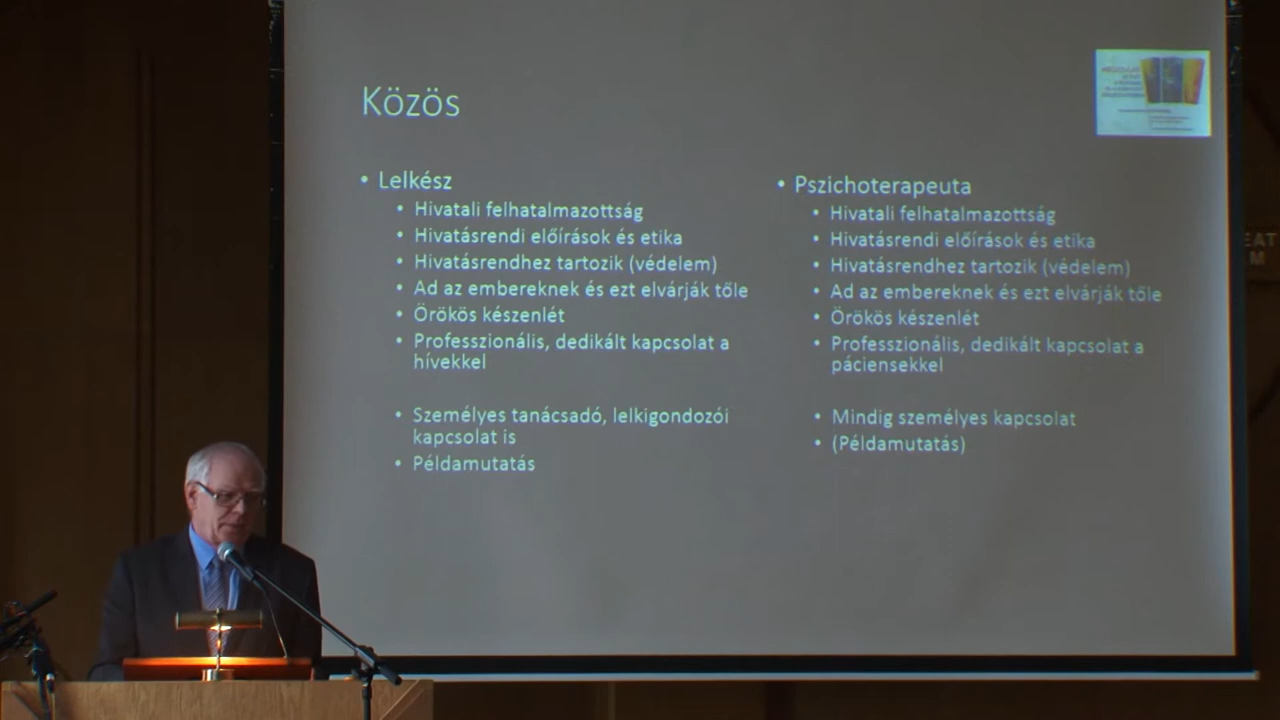 Közös
• Lelkész
• Hivatali felhatalmazottság
• Hivatásrendi előírások és etika
• Hivatásrendhez tartozik (védelem)
• Ad az embereknek és ezt elvárják tőle
• Örökös készenlét
• Professzionális, dedikált kapcsolat a
hívekkel
• Személyes tanácsadó, lelkigondozói
kapcsolat is
• Példamutatás
• Pszichoterapeuta
• Hivatali felhatalmazottság
• Hivatásrendi előírások és etika
• Hivatásrendhez tartozik (védelem)
• Ad az embereknek és ezt elvárják tőle
• Örökös készenlét
• Professzionális, dedikált kapcsolat a
páciensekkel
• Mindig személyes kapcsolat
• (Példamutatás)